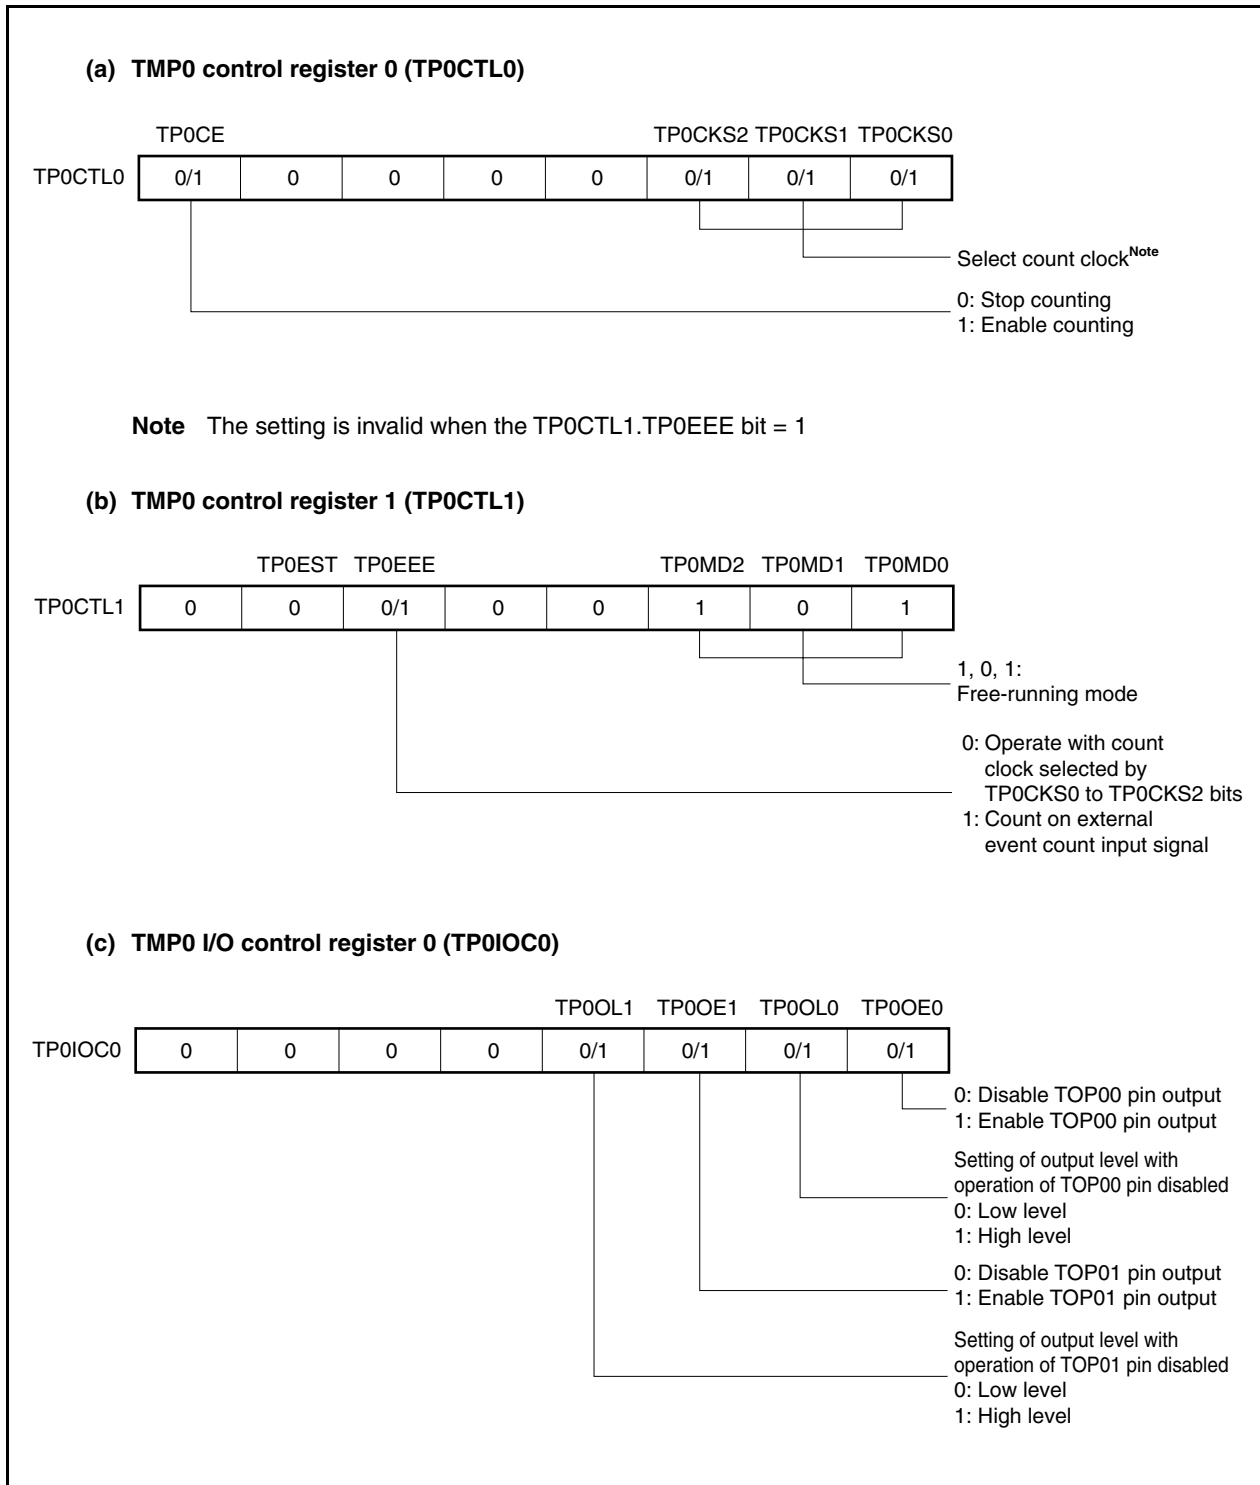 (a) TMP0 control register 0 (TP0CTL0)
TP0CE TP0CKS2 TP0CKS1 TP0CKS0
TP0CTL0 0/1 0 0 0 0 0/1 0/1 0/1
Select count clockNote
0: Stop counting
1: Enable counting
Note The setting is invalid when the TP0CTL1.TP0EEE bit = 1
(b) TMP0 control register 1 (TP0CTL1)
TP0EST TP0EEE TP0MD2 TP0MD1 TP0MD0
TP0CTL1 0 0 0/1 0 0 1 0 1
1, 0, 1:
Free-running mode
0: Operate with count
clock selected by
TP0CKS0 to TP0CKS2 bits
1: Count on external
event count input signal
(c) TMP0 I/O control register 0 (TP0IOC0)
TP0OL1 TP0OE1 TP0OL0 TP0OE0
TP0IOC0 0 0 0 0 0/1 0/1 0/1 0/1
0: Disable TOP00 pin output
1: Enable TOP00 pin output
Setting of output level with
operation of TOP00 pin disabled
0: Low level
1: High level
0: Disable TOP01 pin output
1: Enable TOP01 pin output
Setting of output level with
operation of TOP01 pin disabled
0: Low level
1: High level